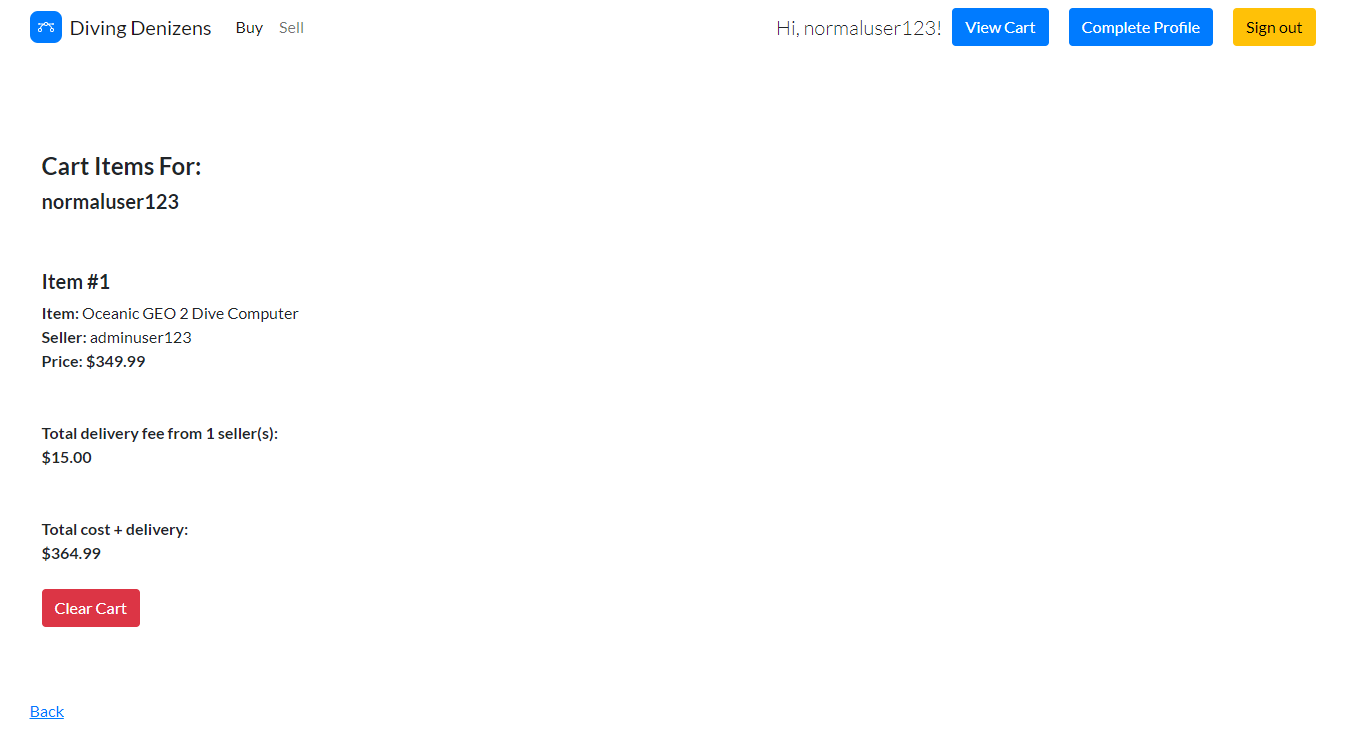 Diving Denizens Buy Sell Hi, normaluser123! View Cart Complete Profile Sign out
Cart Items For:
normaluser123
Item #1
Item: Oceanic GEO 2 Dive Computer
Seller: adminuser123
Price: $349.99
Total delivery fee from 1 seller(s):
$15.00
Total cost + delivery:
$364.99
Clear Cart
Back